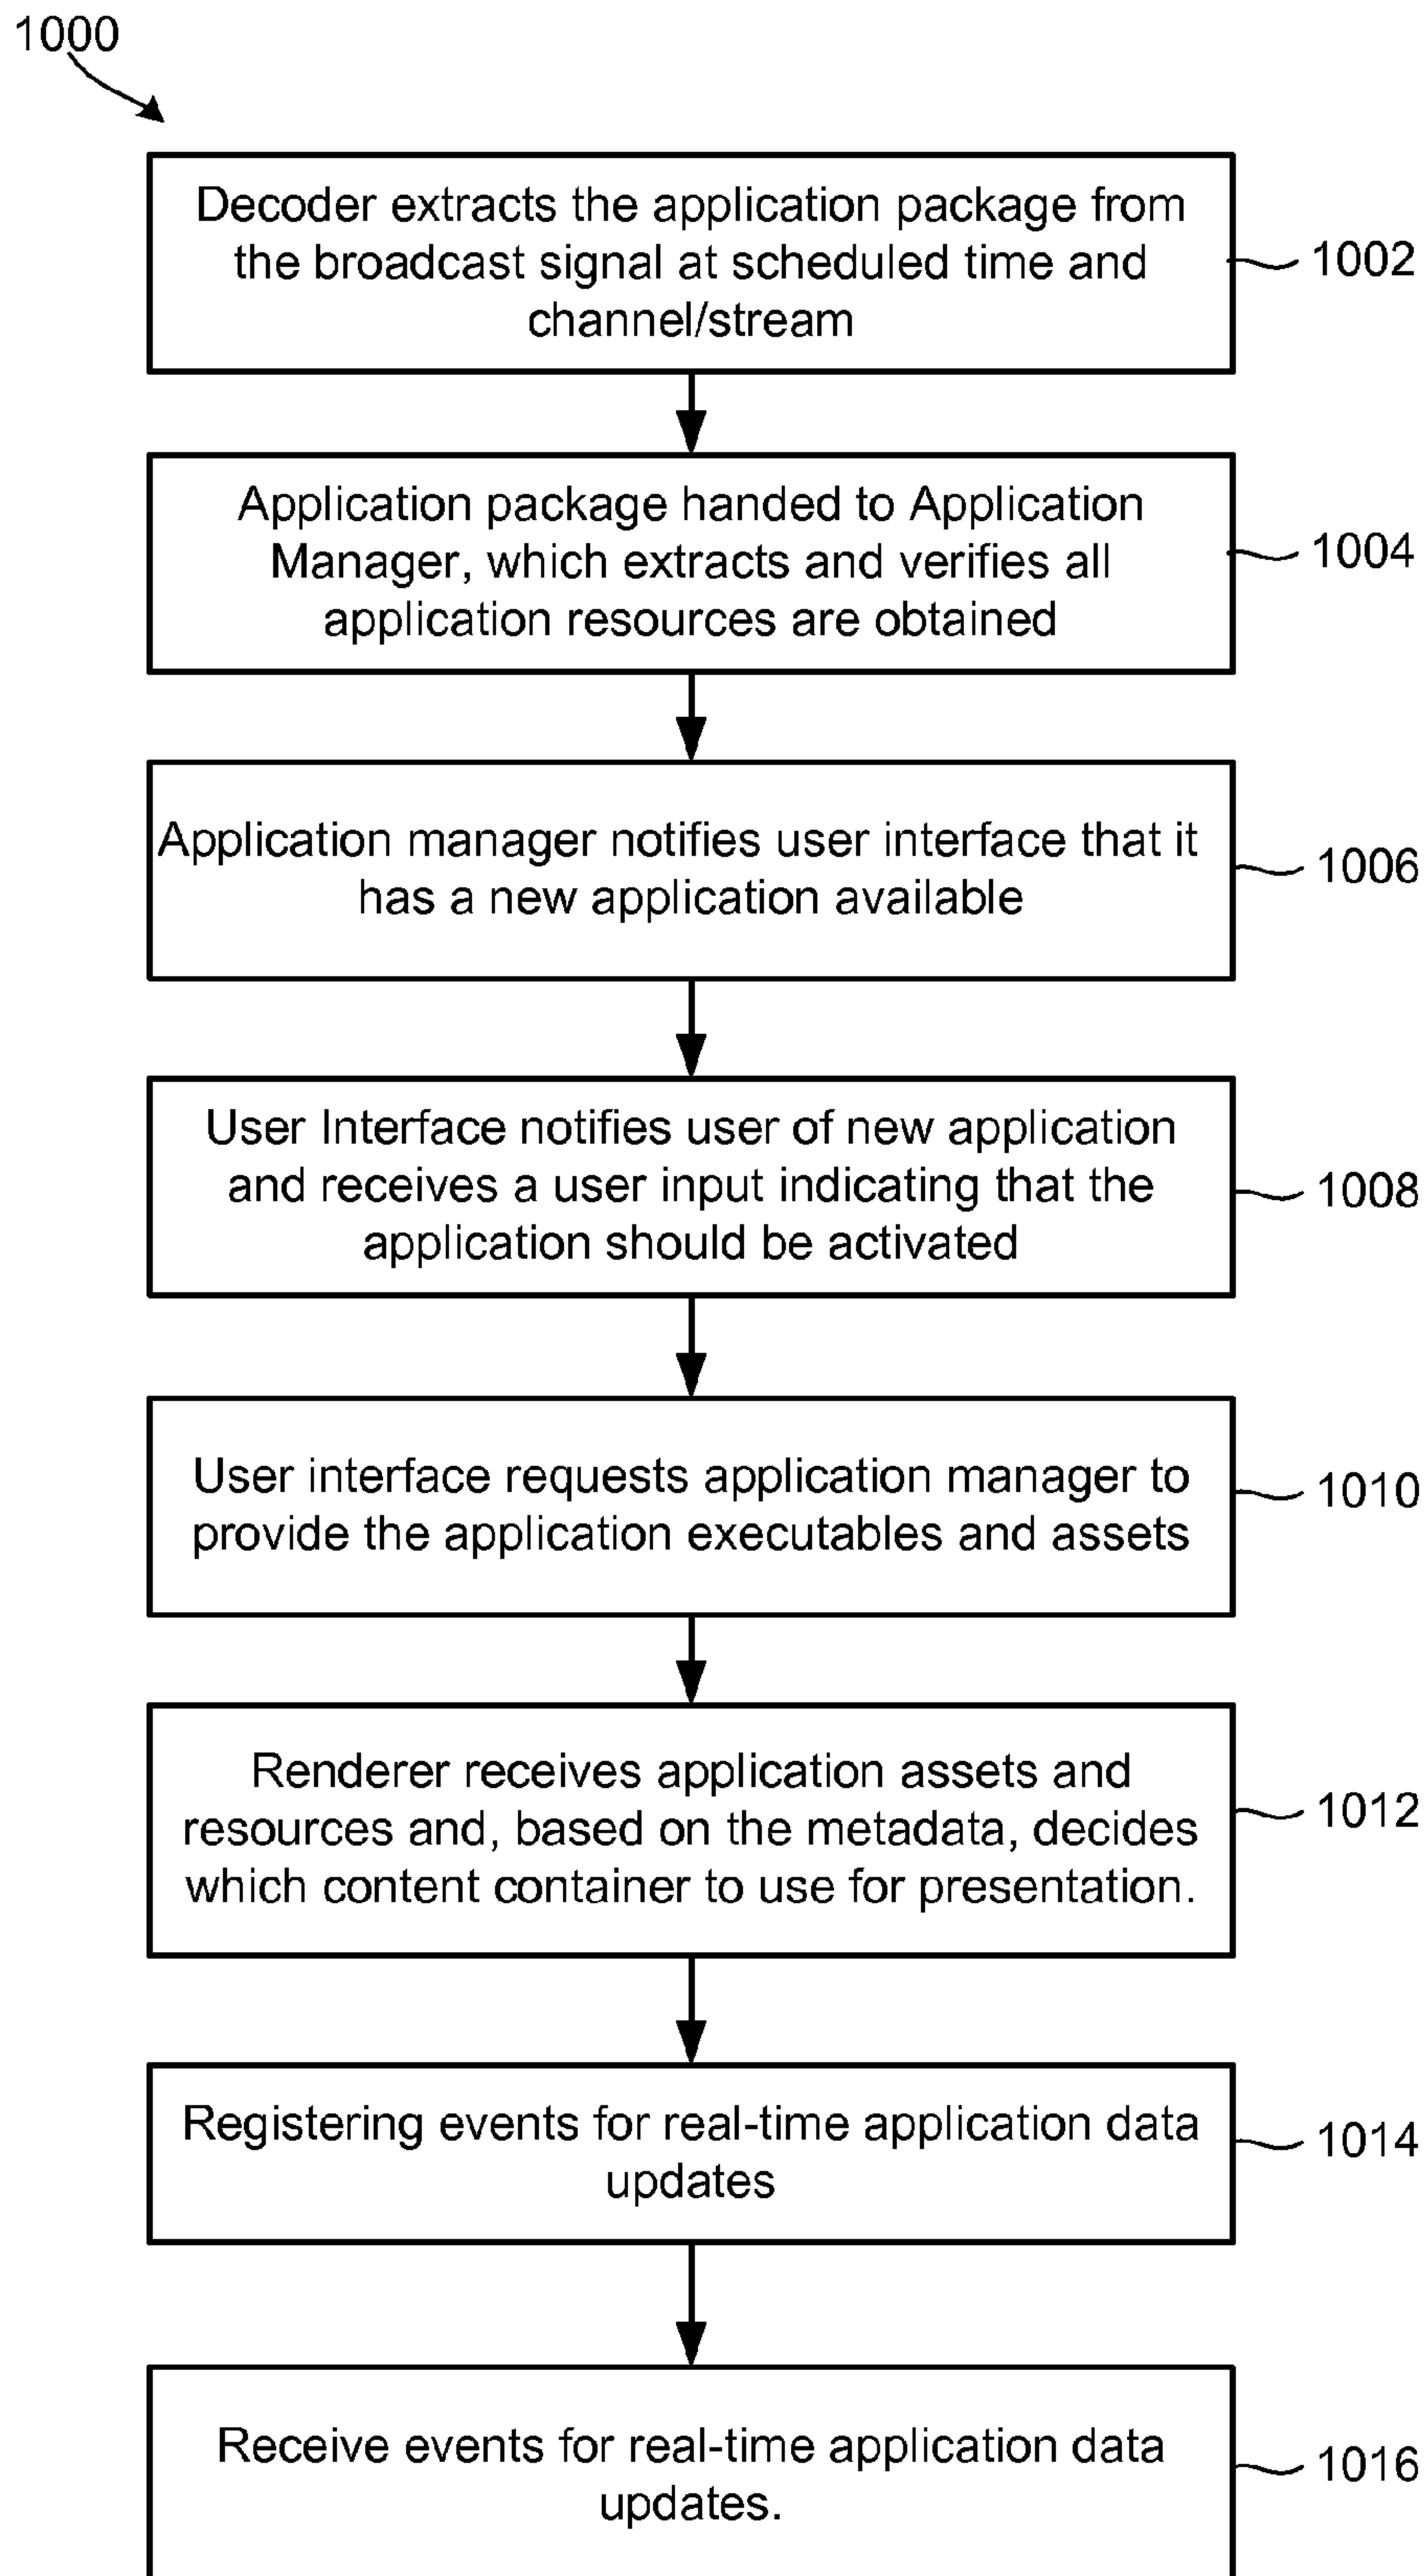 1000
Decoder extracts the application package from
the broadcast signal at scheduled time and
channel/stream
1002
Application package handed to Application
Manager, which extracts and verifies all
application resources are obtained
1004
Application manager notifies user interface that it
has a new application available
1006
User Interface notifies user of new application
and receives a user input indicating that the
application should be activated
1008
User interface requests application manager to
provide the application executables and assets
1010
Renderer receives application assets and
resources and, based on the metadata, decides
which content container to use for presentation.
1012
Registering events for real-time application data
updates
1014
Receive events for real-time application data
updates.
1016